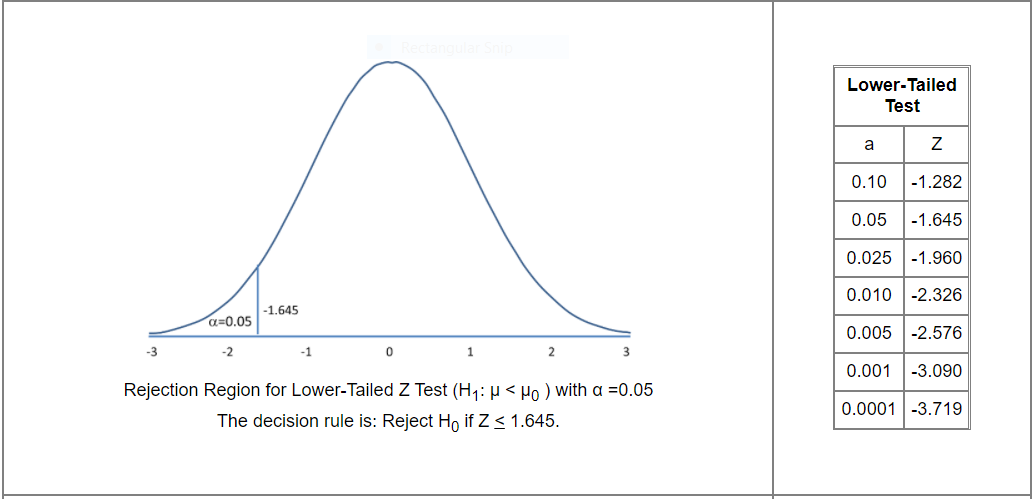 Rectangular Snip
-1.645
α=0.05
-3 -2 -1 0 1 2 3
Rejection Region for Lower-Tailed Z Test (H1: μ < μ0 ) with α =0.05
The decision rule is: Reject H0 if Z ≤ 1.645.
Lower-Tailed
Test
a Z
0.10 -1.282
0.05 -1.645
0.025 -1.960
0.010 -2.326
0.005 -2.576
0.001 -3.090
0.0001 -3.719